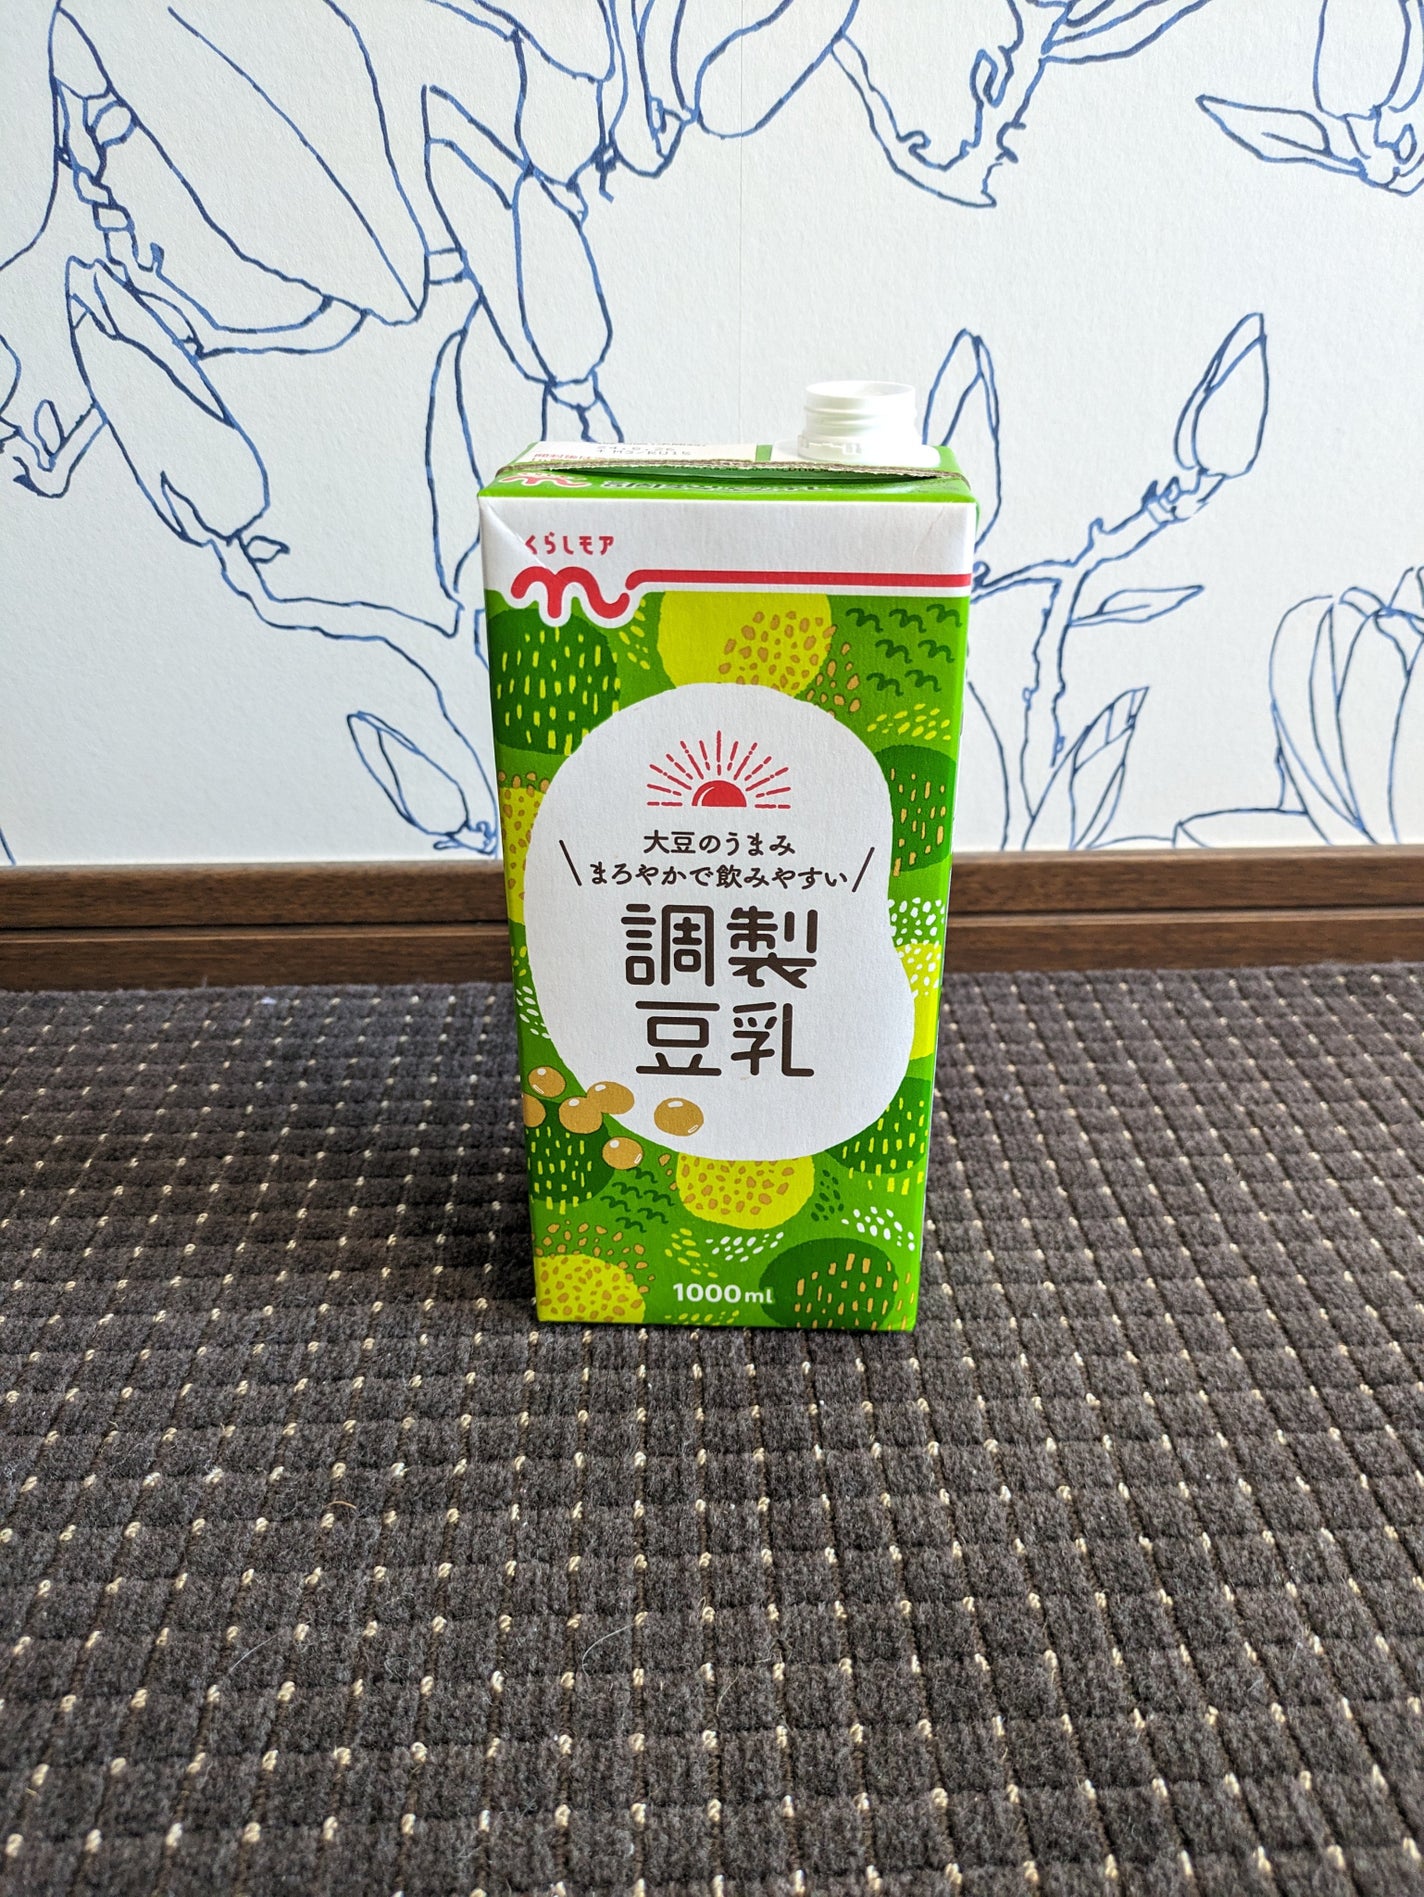 くらしモア
大豆のうまみ
まろやかで飲みやすい
調製
豆乳
1000ml